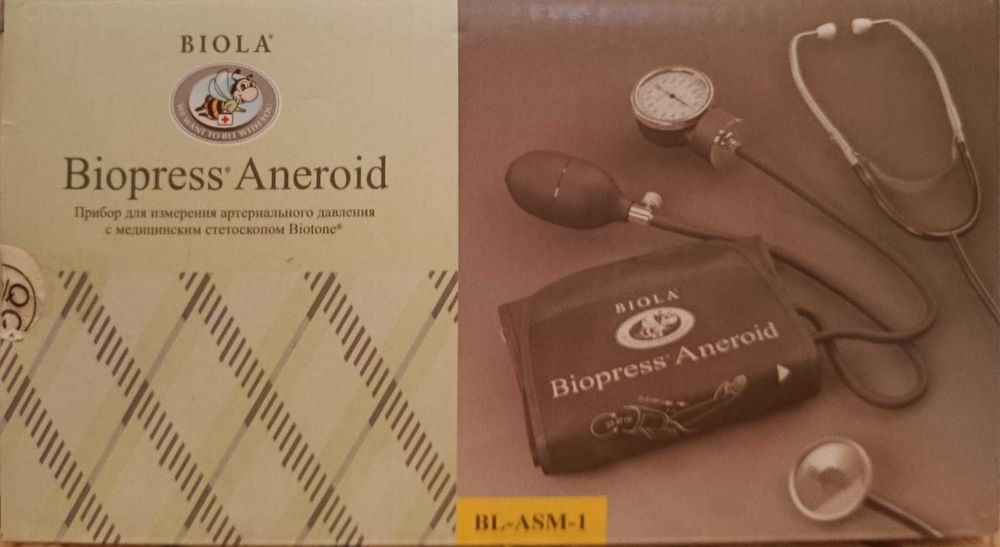 BIOLA®
WE WANT TO BEE WITH YOU
Biopress® Aneroid
Прибор для измерения артериального давления
с медицинским стетоскопом Biotone®
QC
BIOLA
Biopress® Aneroid
BL-ASM-1